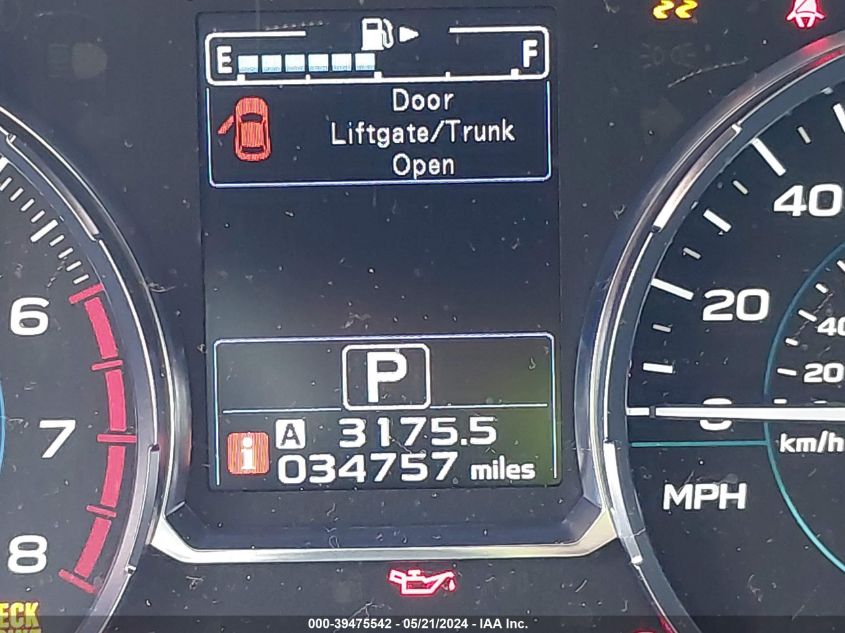 E F
Door
Liftgate/Trunk
Open
P
A 3175.5
i 034757 miles
6
7
8
40
20
0
40
20
km/h
MPH
000-39475542 - 05/21/2024 - IAA Inc.